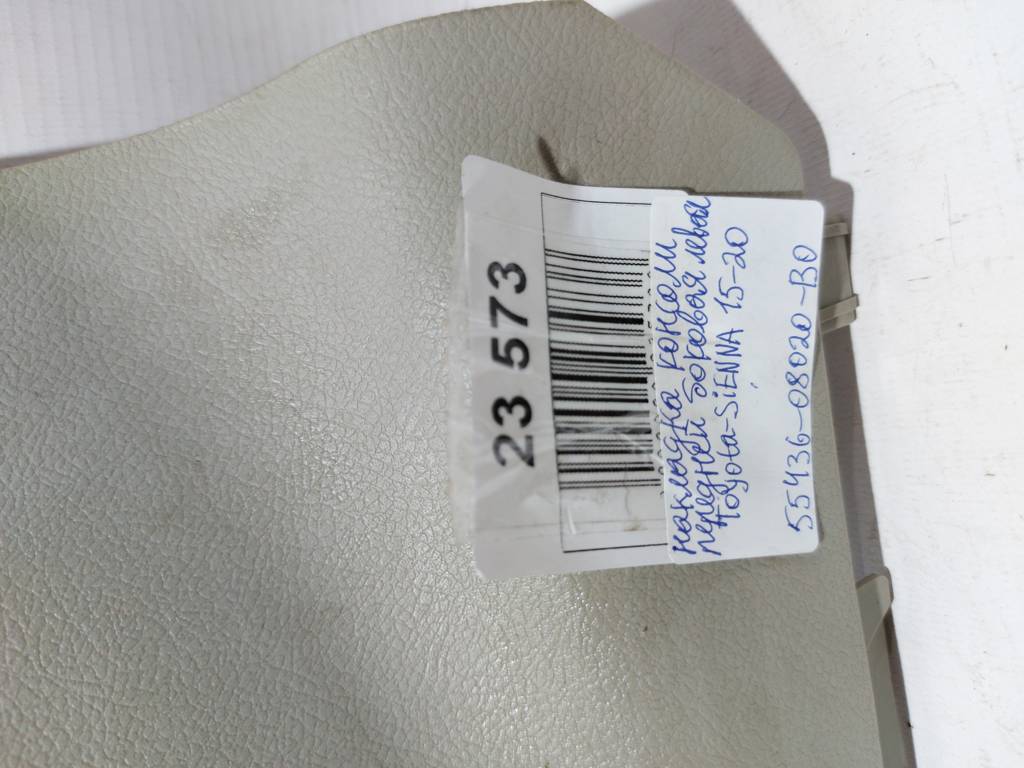 23 573
накладка консоли
передней боковая левая
toyota-SiENNA 15-20
55436-08020-B0